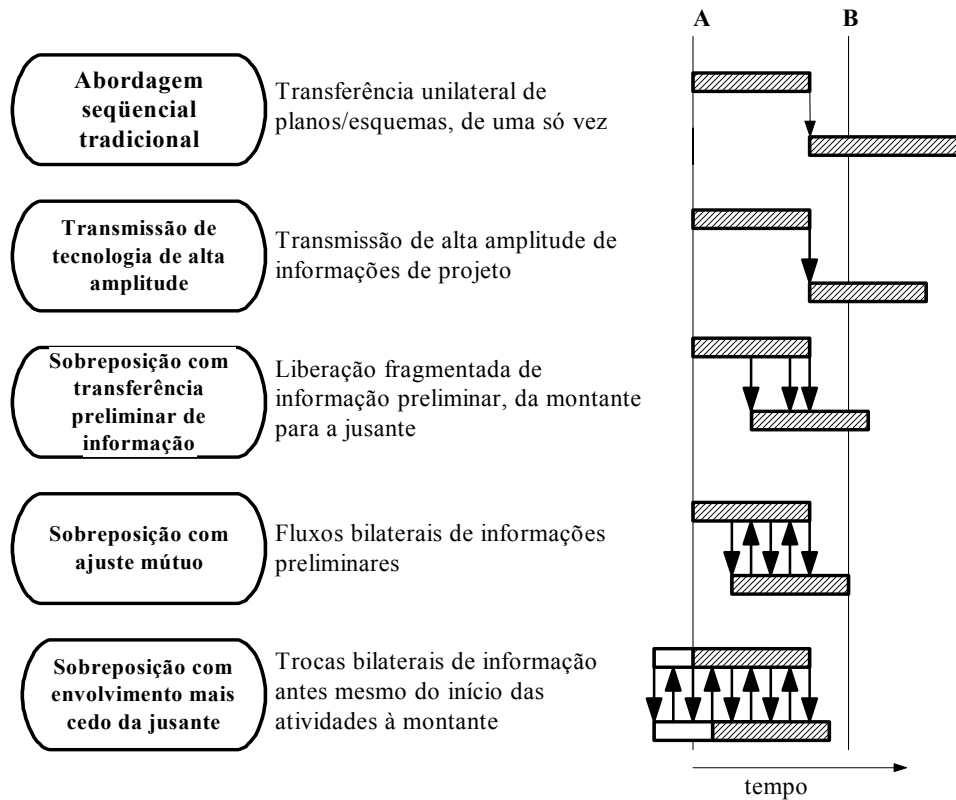 A
B
Abordagem
seqüencial
tradicional
Transferência unilateral de
planos/esquemas, de uma só vez
Transmissão de
tecnologia de alta
amplitude
Transmissão de alta amplitude de
informações de projeto
Sobreposição com
transferência
preliminar de
informação
Liberação fragmentada de
informação preliminar, da montante
para a jusante
Sobreposição com
ajuste mútuo
Fluxos bilaterais de informações
preliminares
Sobreposição com
envolvimento mais
cedo da jusante
Trocas bilaterais de informação
antes mesmo do início das
atividades à montante
tempo